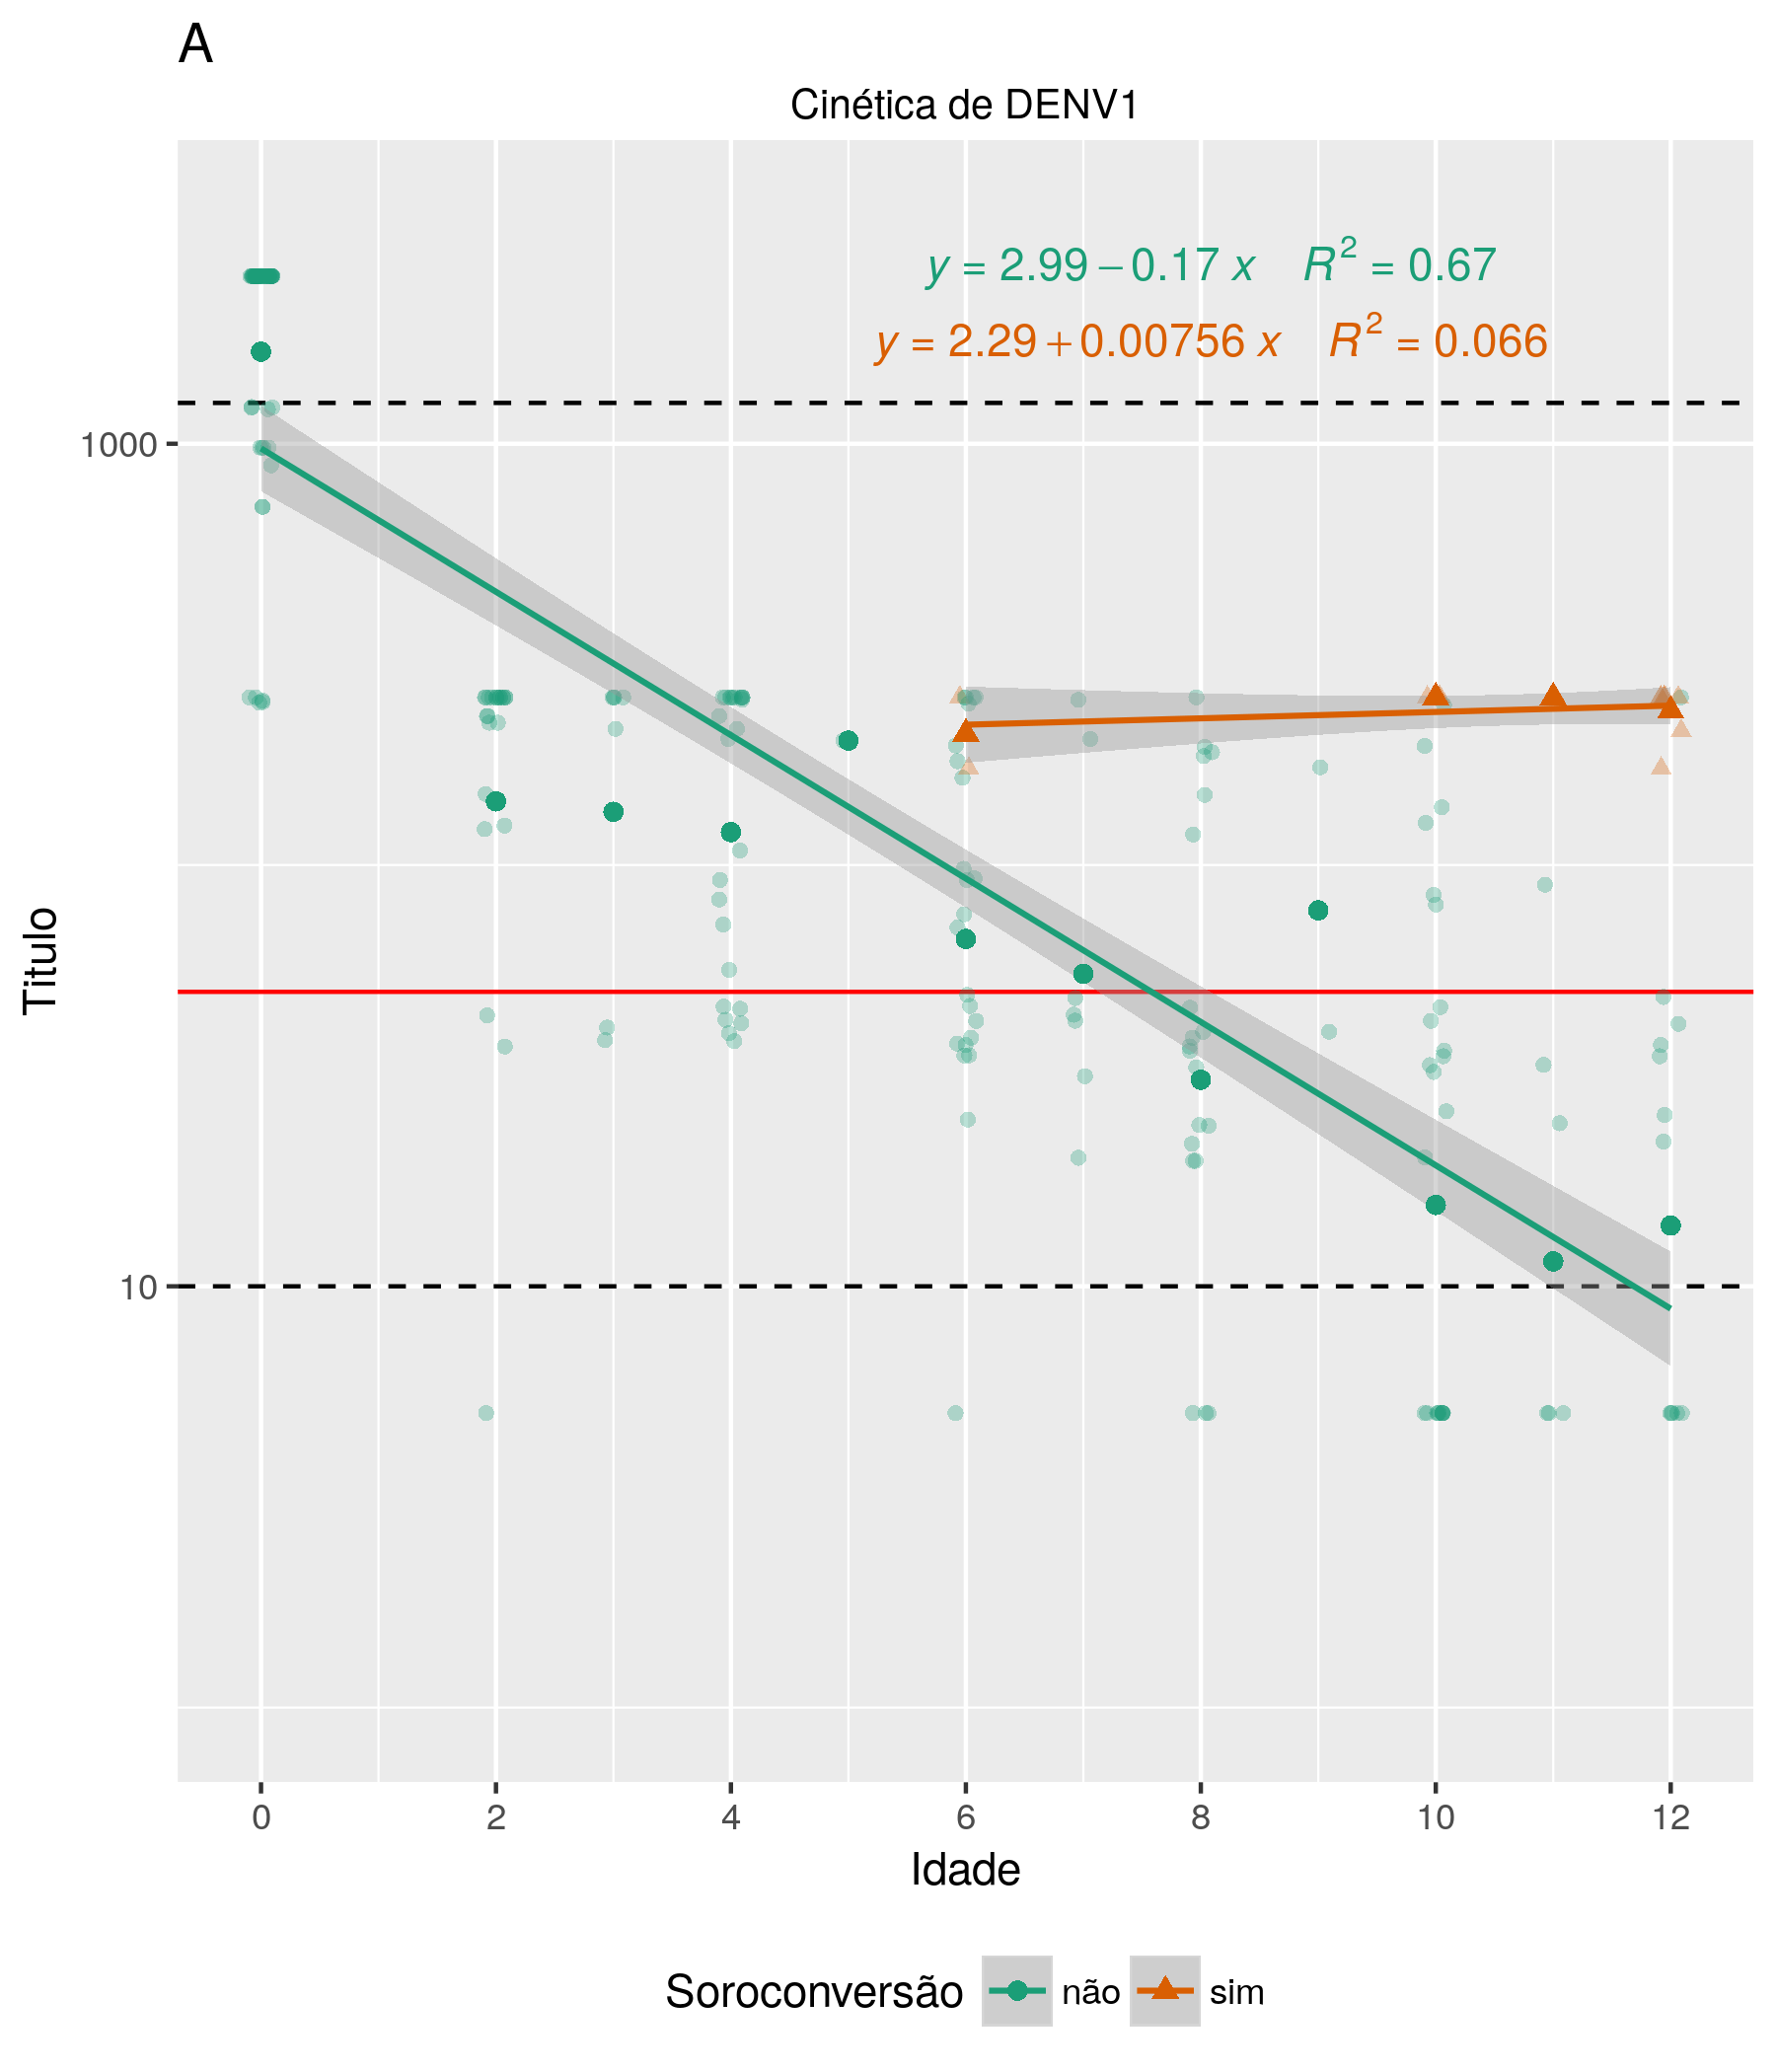 A
Cinética de DENV1
y = 2.99 − 0.17 x R² = 0.67
y = 2.29 + 0.00756 x R² = 0.066
1000
10
Titulo
0 2 4 6 8 10 12
Idade
Soroconversão não sim